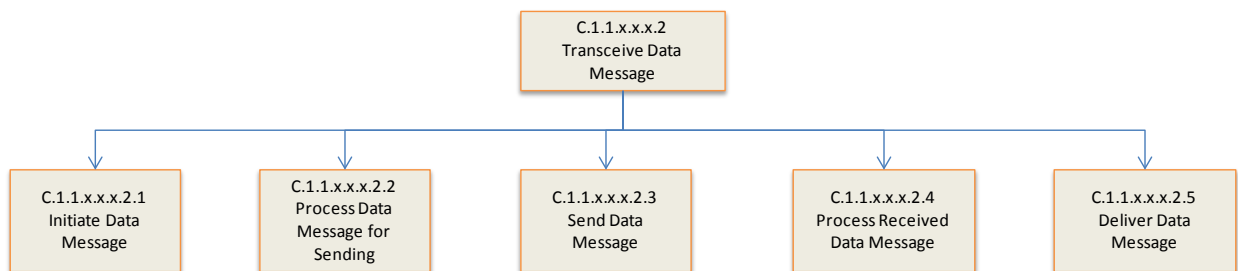 C.1.1.x.x.x.2
Transceive Data
Message
C.1.1.x.x.x.2.1
Initiate Data
Message
C.1.1.x.x.x.2.2
Process Data
Message for
Sending
C.1.1.x.x.x.2.3
Send Data
Message
C.1.1.x.x.x.2.4
Process Received
Data Message
C.1.1.x.x.x.2.5
Deliver Data
Message